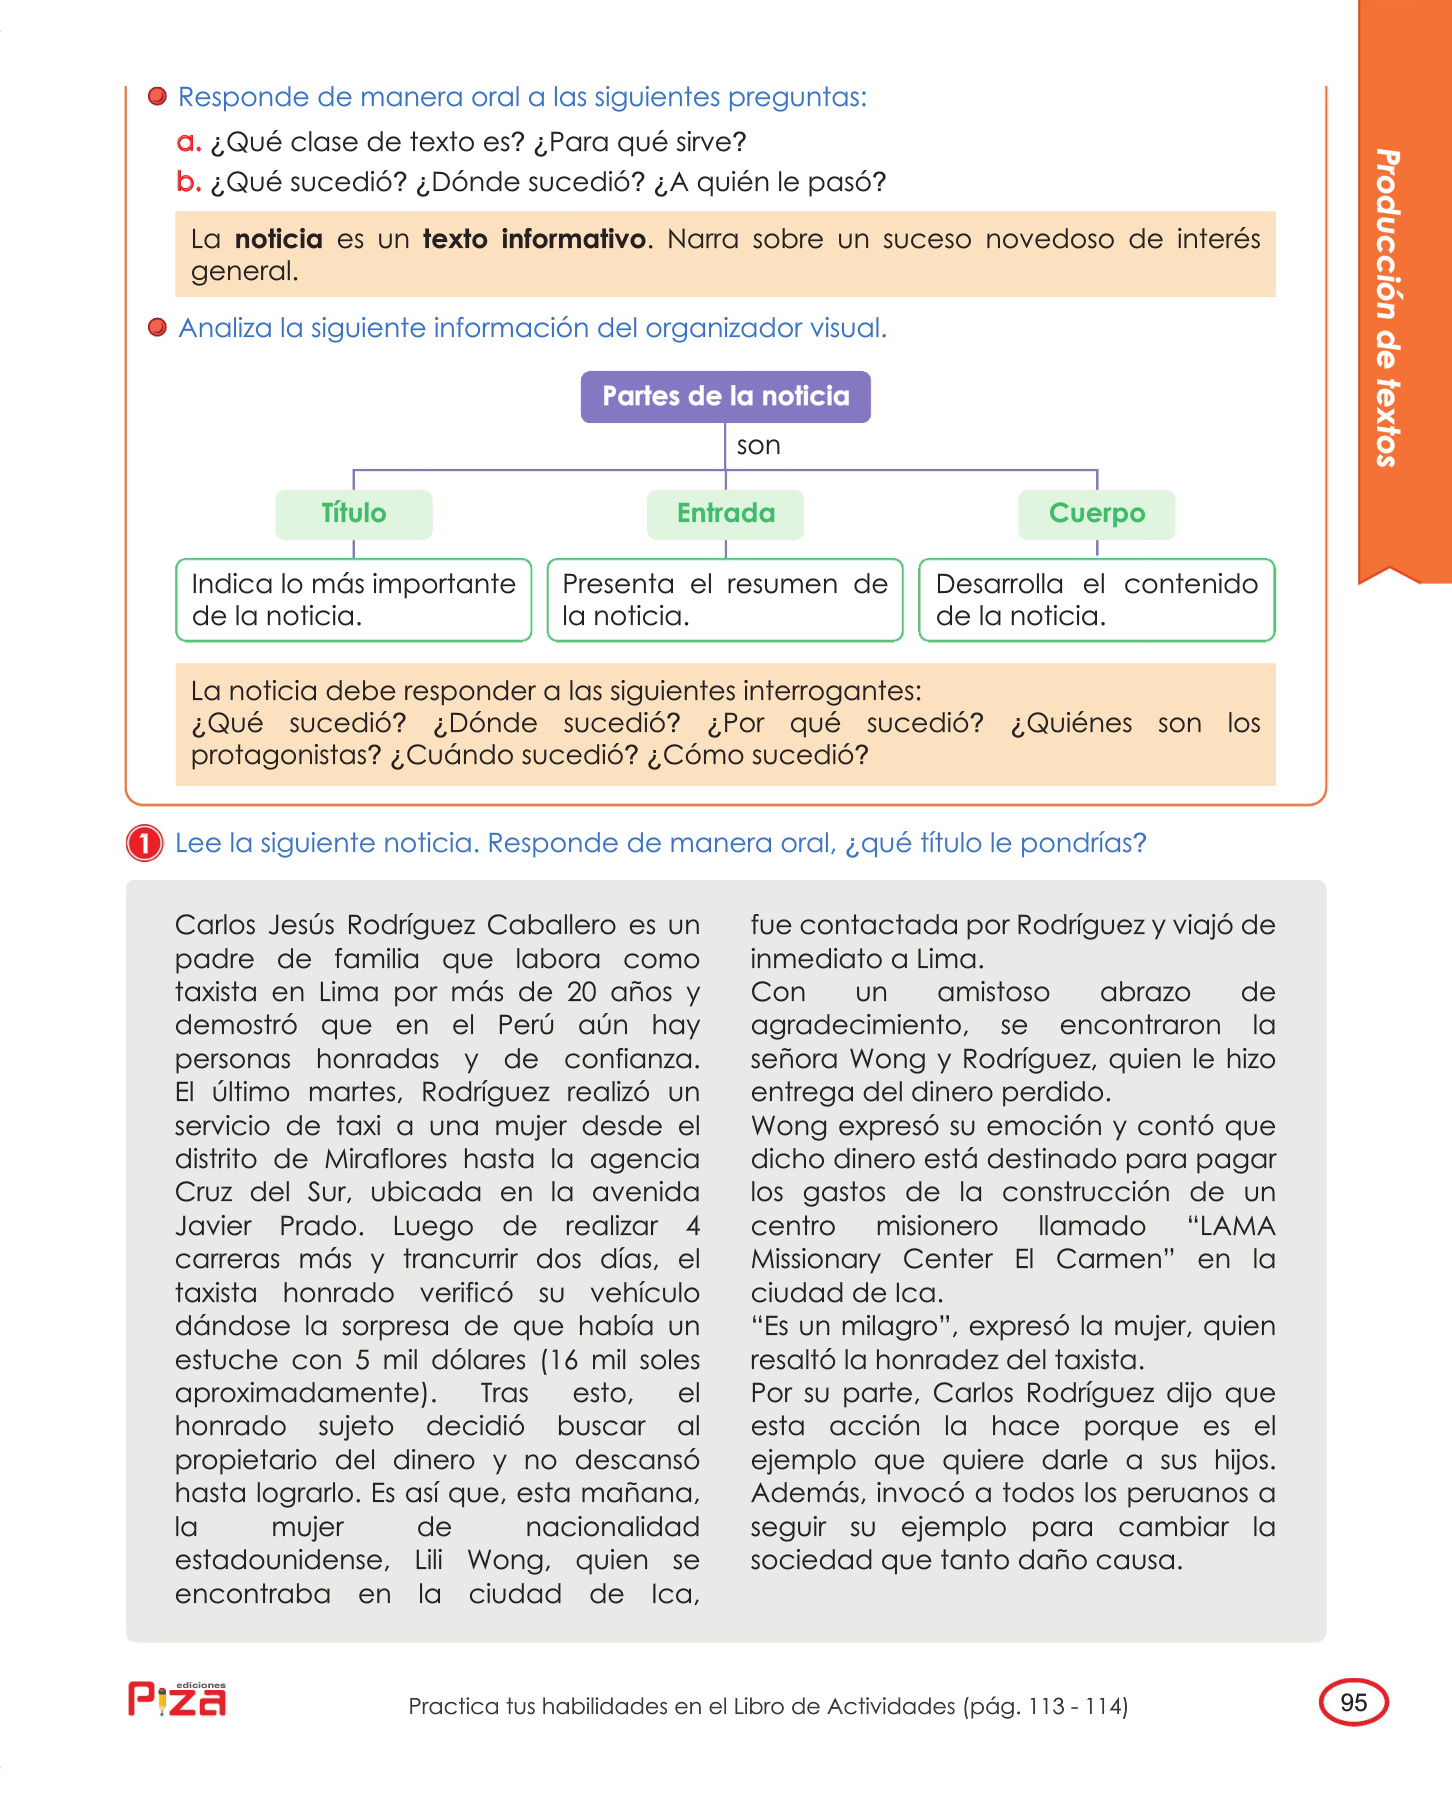 Responde de manera oral a las siguientes preguntas:
a. ¿Qué clase de texto es? ¿Para qué sirve?
b. ¿Qué sucedió? ¿Dónde sucedió? ¿A quién le pasó?
La noticia es un texto informativo. Narra sobre un suceso novedoso de interés
general.
Analiza la siguiente información del organizador visual.
Partes de la noticia
son
Título
Entrada
Cuerpo
Indica lo más importante
de la noticia.
Presenta el resumen de
la noticia.
Desarrolla el contenido
de la noticia.
La noticia debe responder a las siguientes interrogantes:
¿Qué sucedió? ¿Dónde sucedió? ¿Por qué sucedió? ¿Quiénes son los
protagonistas? ¿Cuándo sucedió? ¿Cómo sucedió?
Producción de textos
1 Lee la siguiente noticia. Responde de manera oral, ¿qué título le pondrías?
Carlos Jesús Rodríguez Caballero es un
padre de familia que labora como
taxista en Lima por más de 20 años y
demostró que en el Perú aún hay
personas honradas y de confianza.
El último martes, Rodríguez realizó un
servicio de taxi a una mujer desde el
distrito de Miraflores hasta la agencia
Cruz del Sur, ubicada en la avenida
Javier Prado. Luego de realizar 4
carreras más y trancurrir dos días, el
taxista honrado verificó su vehículo
dándose la sorpresa de que había un
estuche con 5 mil dólares (16 mil soles
aproximadamente). Tras esto, el
honrado sujeto decidió buscar al
propietario del dinero y no descansó
hasta lograrlo. Es así que, esta mañana,
la mujer de nacionalidad
estadounidense, Lili Wong, quien se
encontraba en la ciudad de Ica,
fue contactada por Rodríguez y viajó de
inmediato a Lima.
Con un amistoso abrazo de
agradecimiento, se encontraron la
señora Wong y Rodríguez, quien le hizo
entrega del dinero perdido.
Wong expresó su emoción y contó que
dicho dinero está destinado para pagar
los gastos de la construcción de un
centro misionero llamado “LAMA
Missionary Center El Carmen” en la
ciudad de Ica.
“Es un milagro”, expresó la mujer, quien
resaltó la honradez del taxista.
Por su parte, Carlos Rodríguez dijo que
esta acción la hace porque es el
ejemplo que quiere darle a sus hijos.
Además, invocó a todos los peruanos a
seguir su ejemplo para cambiar la
sociedad que tanto daño causa.
ediciones
Piza
Practica tus habilidades en el Libro de Actividades (pág. 113 - 114)
95